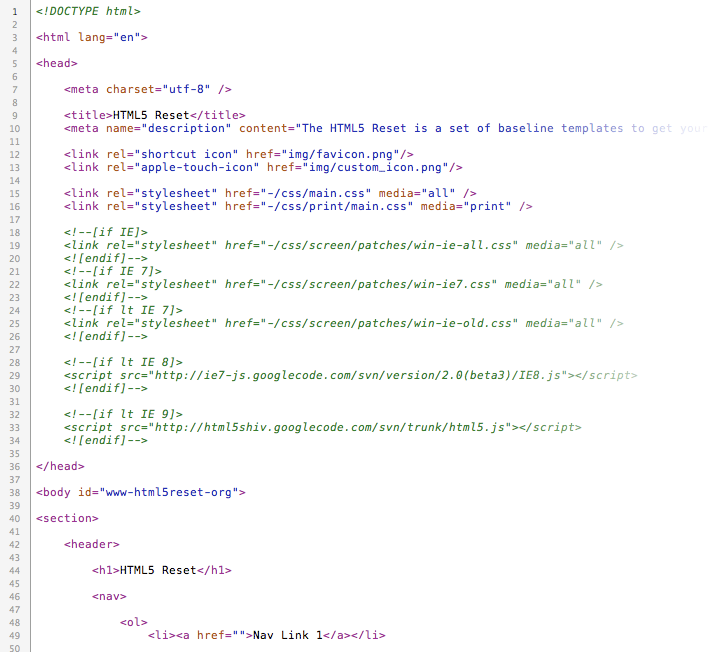 1 <!DOCTYPE html>
2
3 <html lang="en">
4
5 <head>
6
7 <meta charset="utf-8" />
8
9 <title>HTML5 Reset</title>
10 <meta name="description" content="The HTML5 Reset is a set of baseline templates to get your
11
12 <link rel="shortcut icon" href="img/favicon.png"/>
13 <link rel="apple-touch-icon" href="img/custom_icon.png"/>
14
15 <link rel="stylesheet" href="-/css/main.css" media="all" />
16 <link rel="stylesheet" href="-/css/print/main.css" media="print" />
17
18 <!--[if IE]>
19 <link rel="stylesheet" href="-/css/screen/patches/win-ie-all.css" media="all" />
20 <![endif]-->
21 <!--[if IE 7]>
22 <link rel="stylesheet" href="-/css/screen/patches/win-ie7.css" media="all" />
23 <![endif]-->
24 <!--[if lt IE 7]>
25 <link rel="stylesheet" href="-/css/screen/patches/win-ie-old.css" media="all" />
26 <![endif]-->
27
28 <!--[if lt IE 8]>
29 <script src="http://ie7-js.googlecode.com/svn/version/2.0(beta3)/IE8.js"></script>
30 <![endif]-->
31
32 <!--[if lt IE 9]>
33 <script src="http://html5shiv.googlecode.com/svn/trunk/html5.js"></script>
34 <![endif]-->
35
36 </head>
37
38 <body id="www-html5reset-org">
39
40 <section>
41
42 <header>
43
44 <h1>HTML5 Reset</h1>
45
46 <nav>
47
48 <ol>
49 <li><a href="">Nav Link 1</a></li>
50